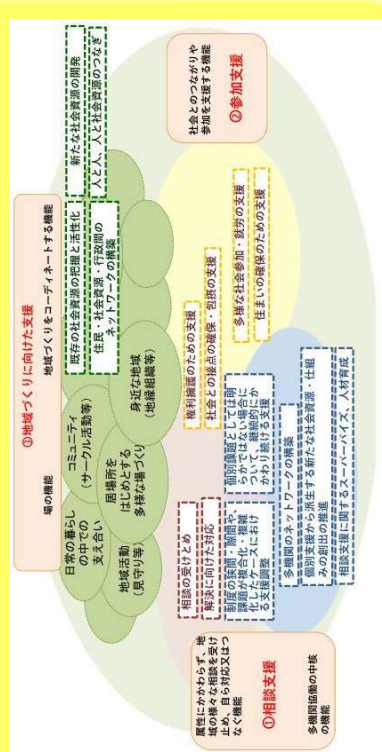 ③地域づくりに向けた支援
場の機能
地域づくりをコーディネートする機能
日常の暮らし
の中での
支え合い
コミュニティ
(サークル活動等)
地域活動
(見守り等)
居場所を
はじめとする
多様な場づくり
身近な地域
(地縁組織等)
既存の社会資源の把握と活性化
新たな社会資源の開発
住民・社会資源・行政間の
ネットワークの構築
人と人、人と社会資源のつなぎ
相談の受けとめ
解決に向けた対応
制度の狭間・隙間や、
課題が複合化・複雑
化したケースにおけ
る支援調整
個別課題としては明
らかではない場合に
ついて、継続的にか
かわり続ける支援
多機関のネットワークの構築
個別支援から派生する新たな社会資源・仕組
みの創出の推進
相談支援に関するスーパーバイズ、人材育成
権利擁護のための支援
社会との接点の確保・包摂の支援
多様な社会参加・就労の支援
住まいの確保のための支援
属性にかかわらず、地
域の様々な相談を受け
止め、自ら対応又はつ
なぐ機能
①相談支援
多機関協働の中核
の機能
②参加支援
社会とのつながりや
参加を支援する機能